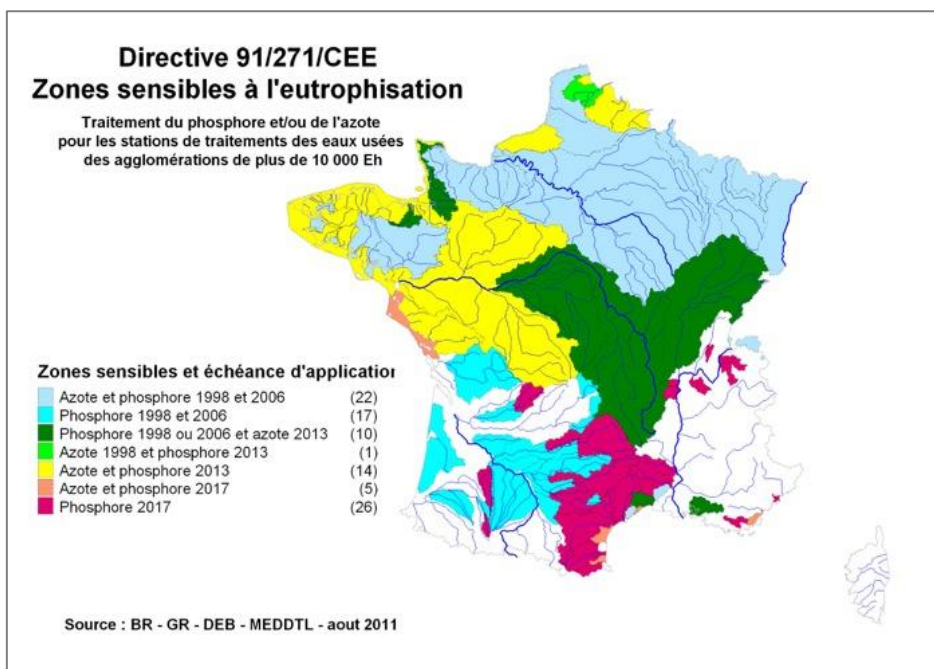 Directive 91/271/CEE
Zones sensibles à l'eutrophisation
Traitement du phosphore et/ou de l'azote
pour les stations de traitements des eaux usées
des agglomérations de plus de 10 000 Eh
Zones sensibles et échéance d'application
Azote et phosphore 1998 et 2006 (22)
Phosphore 1998 et 2006 (17)
Phosphore 1998 ou 2006 et azote 2013 (10)
Azote 1998 et phosphore 2013 (1)
Azote et phosphore 2013 (14)
Azote et phosphore 2017 (5)
Phosphore 2017 (26)
Source : BR - GR - DEB - MEDDTL - aout 2011